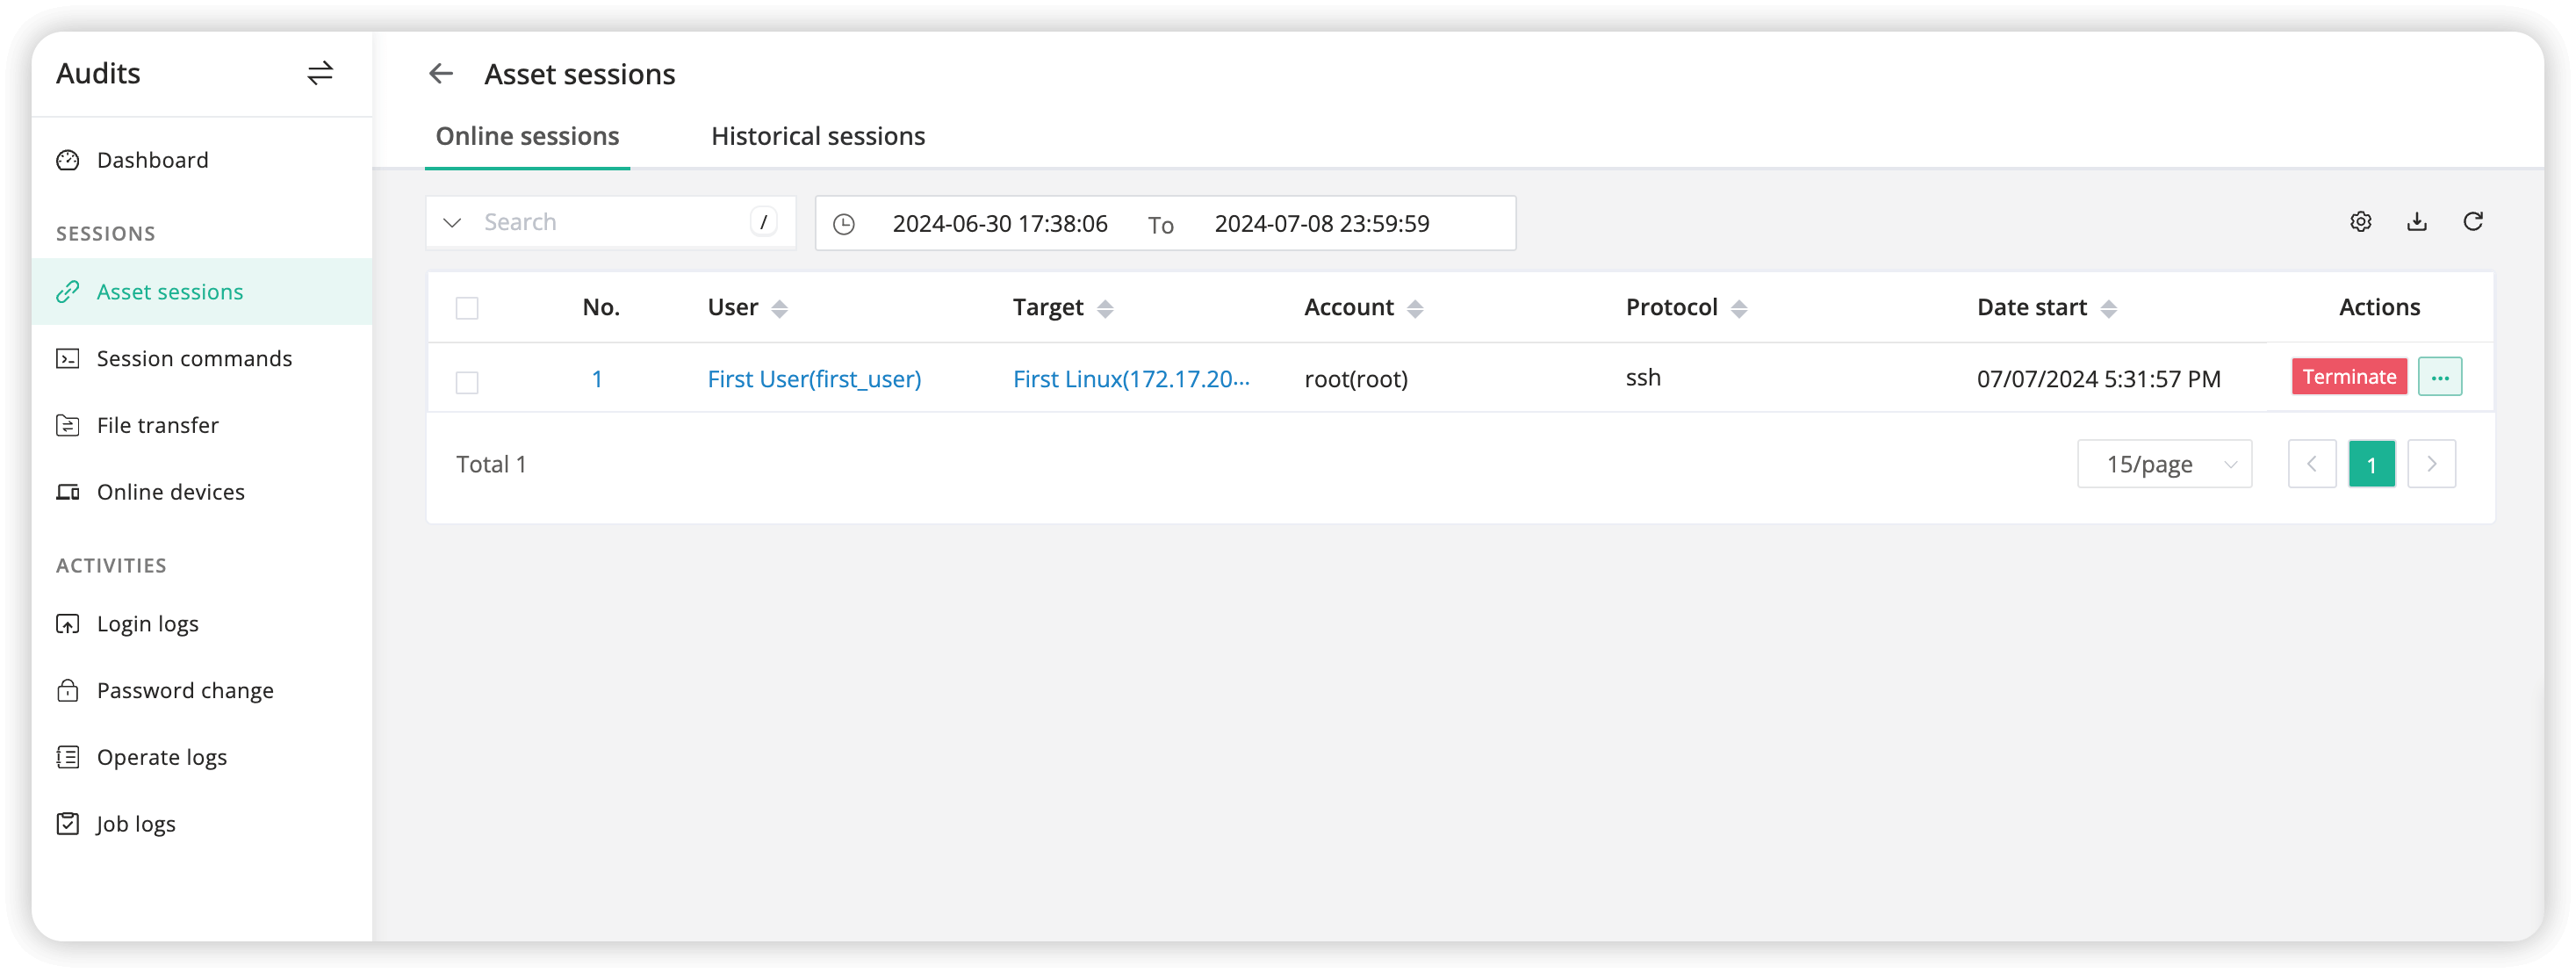 Audits
Dashboard
SESSIONS
Asset sessions
Session commands
File transfer
Online devices
ACTIVITIES
Login logs
Password change
Operate logs
Job logs
Asset sessions
Online sessions Historical sessions
Search / 2024-06-30 17:38:06 To 2024-07-08 23:59:59
No. User Target Account Protocol Date start Actions
1 First User(first_user) First Linux(172.17.20... root(root) ssh 07/07/2024 5:31:57 PM Terminate ...
Total 1 15/page 1